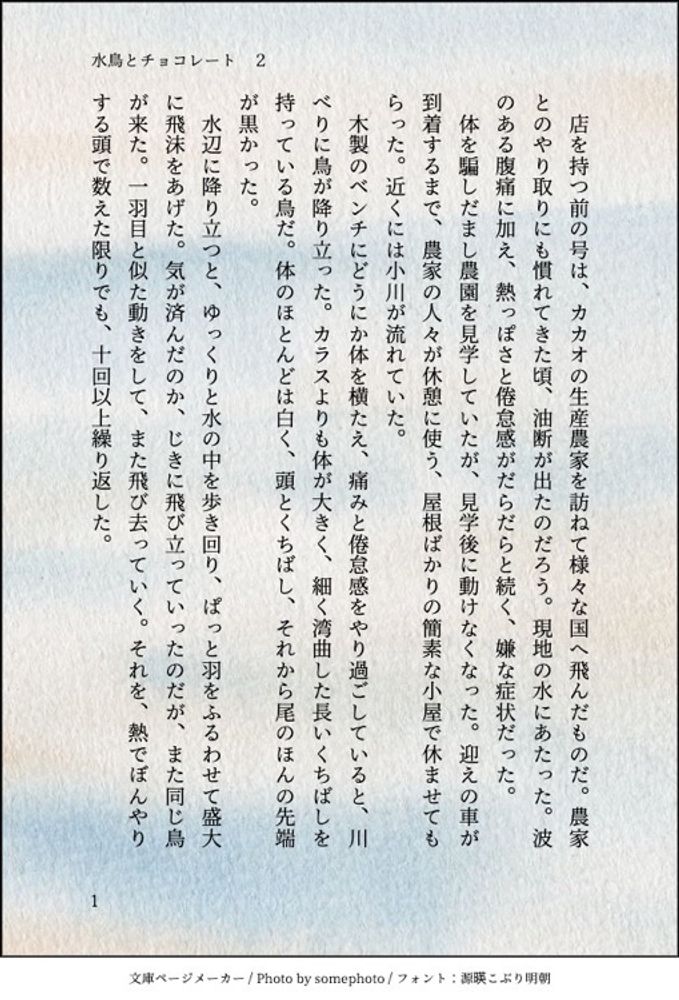 水鳥とチョコレート　2
　店を持つ前の号は、カカオの生産農家を訪ねて様々な国へ飛んだものだ。農家
とのやり取りにも慣れてきた頃、油断が出たのだろう。現地の水にあたった。波
のある腹痛に加え、熱っぽさと倦怠感がだらだらと続く、嫌な症状だった。
　体を騙しだまし農園を見学していたが、見学後に動けなくなった。迎えの車が
到着するまで、農家の人々が休憩に使う、屋根ばかりの簡素な小屋で休ませても
らった。近くには小川が流れていた。
　木製のベンチにどうにか体を横たえ、痛みと倦怠感をやり過ごしていると、川
べりに鳥が降り立った。カラスよりも体が大きく、細く湾曲した長いくちばしを
持っている鳥だ。体のほとんどは白く、頭とくちばし、それから尾のほんの先端
が黒かった。
　水辺に降り立つと、ゆっくりと水の中を歩き回り、ぱっと羽をふるわせて盛大
に飛沫をあげた。気が済んだのか、じきに飛び立っていったのだが、また同じ鳥
が来た。一羽目と似た動きをして、また飛び去っていく。それを、熱でぼんやり
する頭で数えた限りでも、十回以上繰り返した。
1
文庫ページメーカー / Photo by somephoto / フォント：源暎こぶり明朝